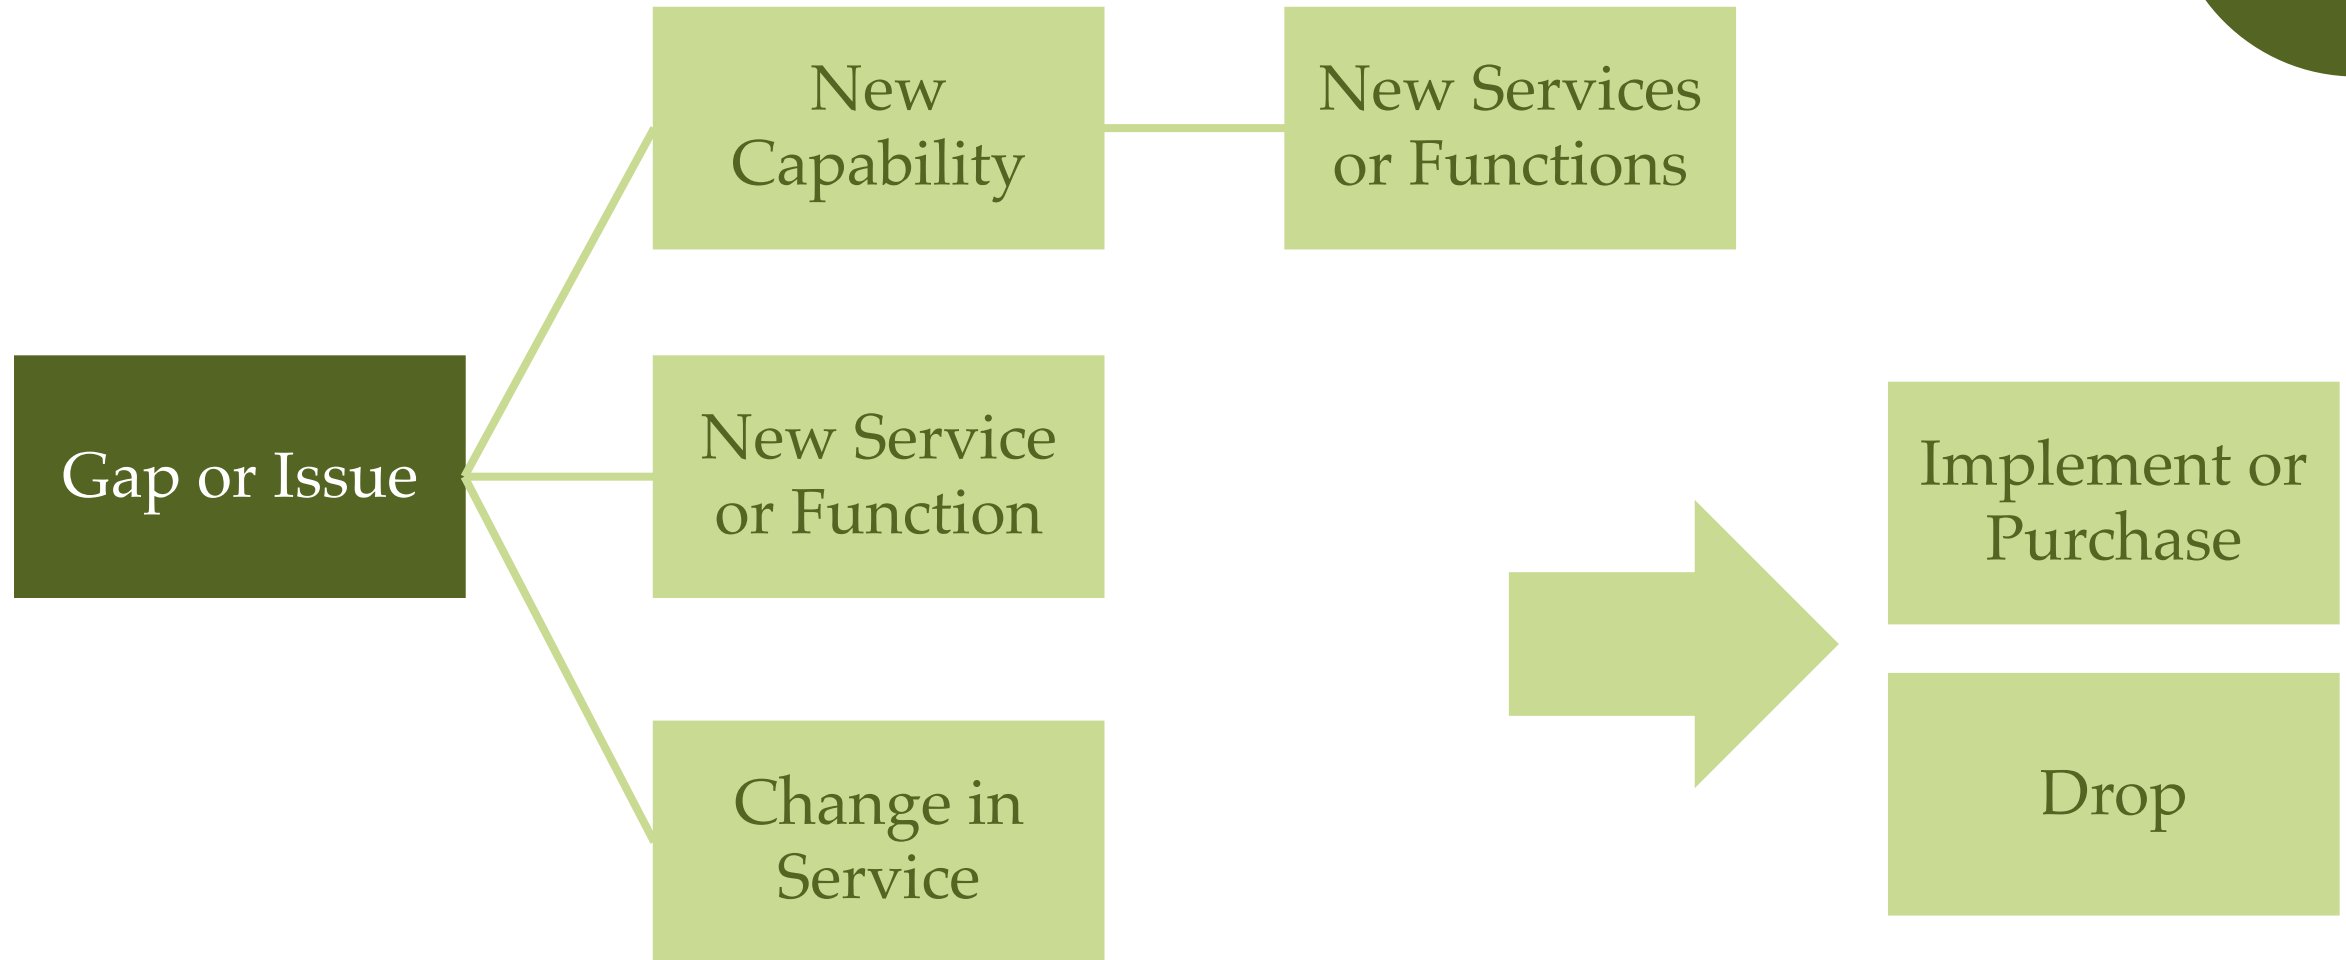 New
Capability
New Services
or Functions
Gap or Issue
New Service
or Function
Implement or
Purchase
Change in
Service
Drop